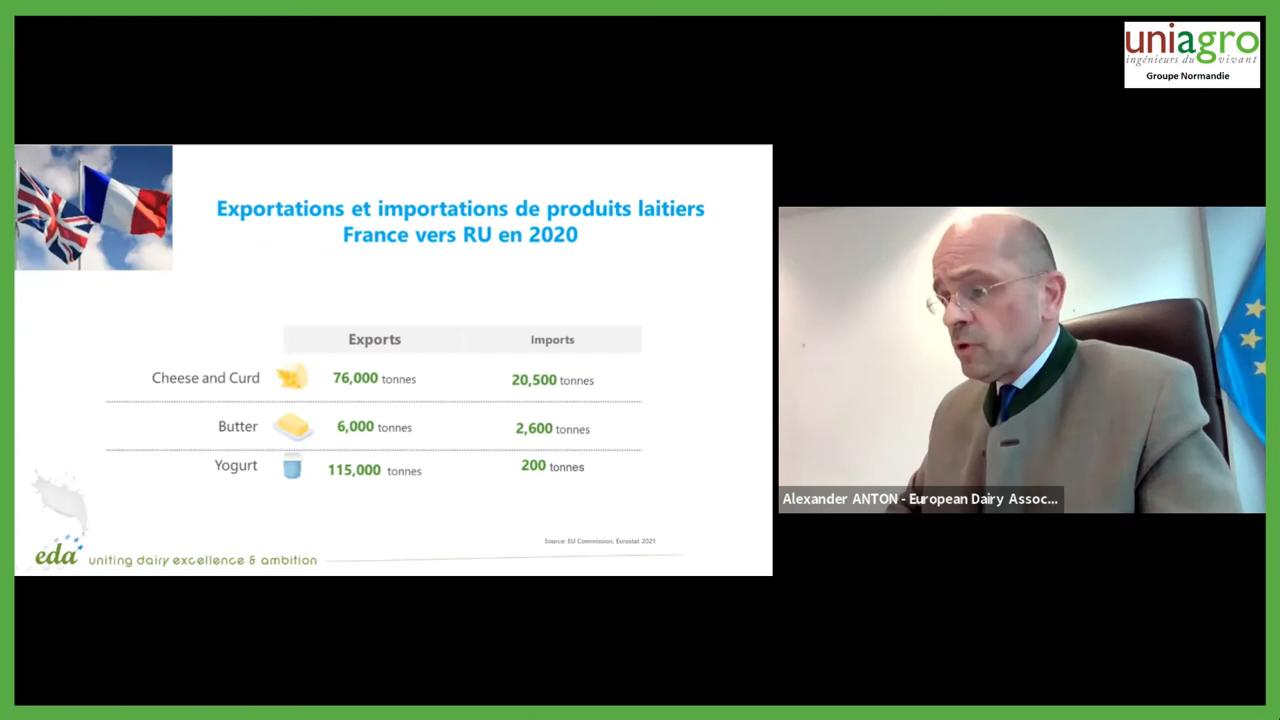 uniagro
ingénieurs du vivant
Groupe Normandie
Exportations et importations de produits laitiers
France vers RU en 2020
Exports Imports
Cheese and Curd 76,000 tonnes 20,500 tonnes
Butter 6,000 tonnes 2,600 tonnes
Yogurt 115,000 tonnes 200 tonnes
Source: EU Commission, Eurostat 2021
eda uniting dairy excellence & ambition
Alexander ANTON - European Dairy Assoc...